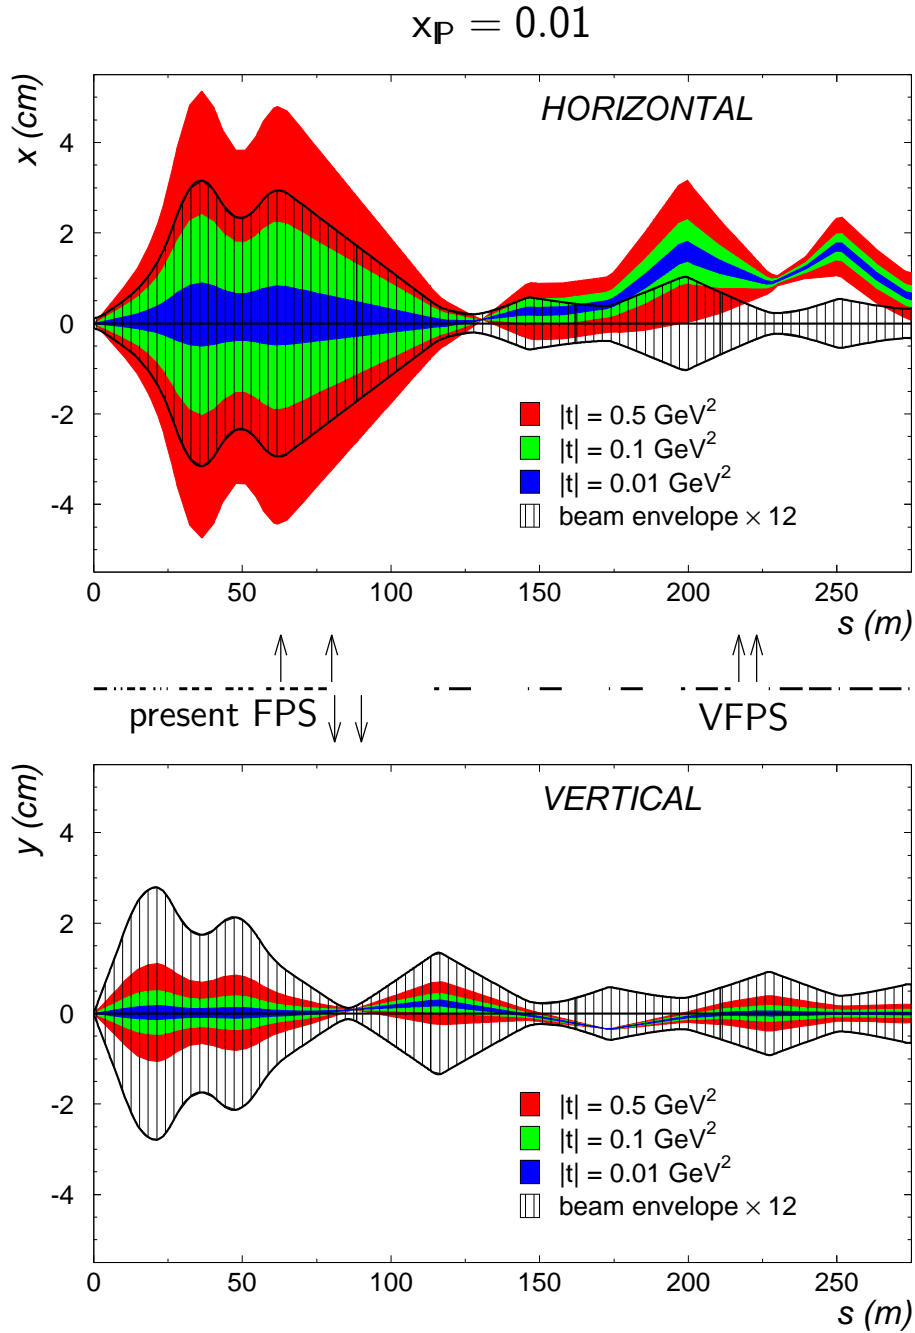 x_ℙ = 0.01
HORIZONTAL
x (cm)
4
2
0
-2
-4
|t| = 0.5 GeV²
|t| = 0.1 GeV²
|t| = 0.01 GeV²
beam envelope × 12
0 50 100 150 200 250
s (m)
present FPS VFPS
VERTICAL
y (cm)
4
2
0
-2
-4
|t| = 0.5 GeV²
|t| = 0.1 GeV²
|t| = 0.01 GeV²
beam envelope × 12
0 50 100 150 200 250
s (m)